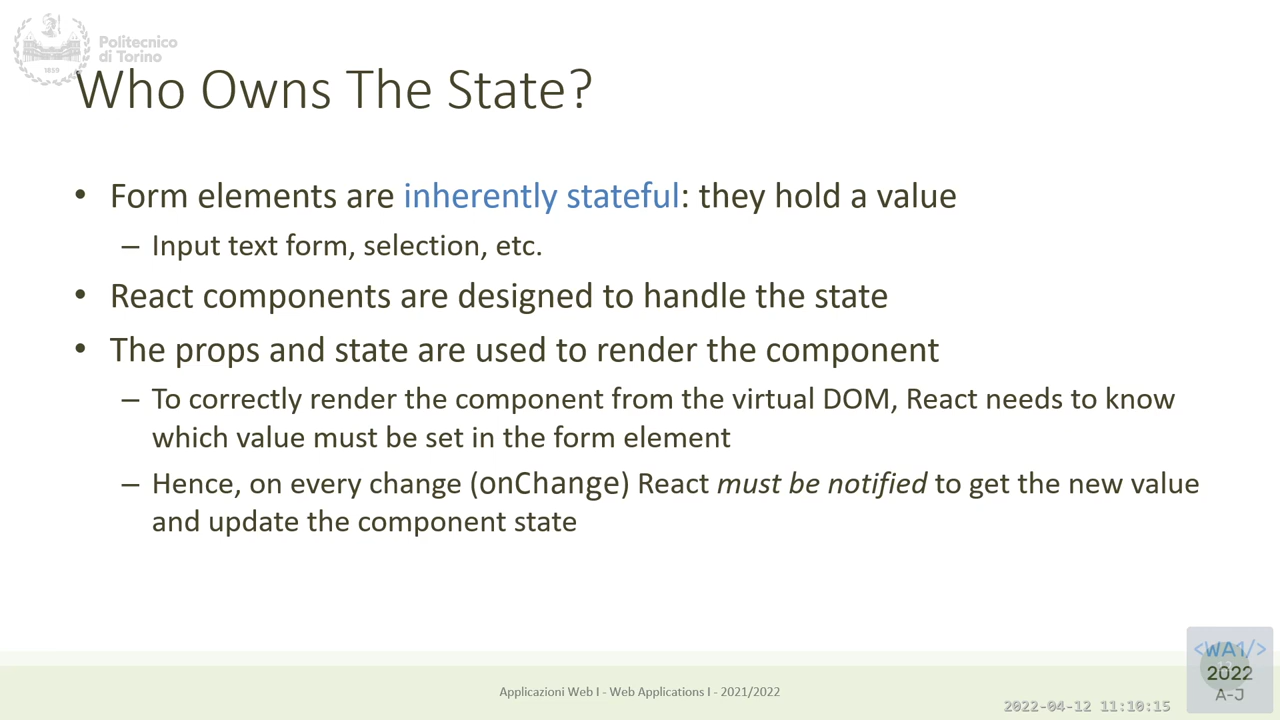 Politecnico
di Torino
1859
Who Owns The State?
• Form elements are inherently stateful: they hold a value
– Input text form, selection, etc.
• React components are designed to handle the state
• The props and state are used to render the component
– To correctly render the component from the virtual DOM, React needs to know
which value must be set in the form element
– Hence, on every change (onChange) React must be notified to get the new value
and update the component state
Applicazioni Web I - Web Applications I - 2021/2022
2022-04-12 11:10:15
<WA1/>
2022
A-J